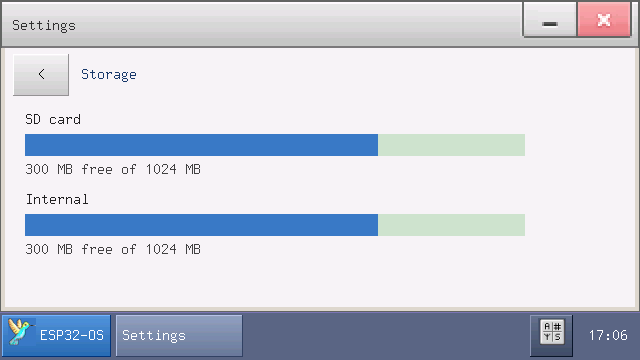 Settings
<
Storage
SD card
300 MB free of 1024 MB
Internal
300 MB free of 1024 MB
ESP32-OS
Settings
A#
TS
17:06